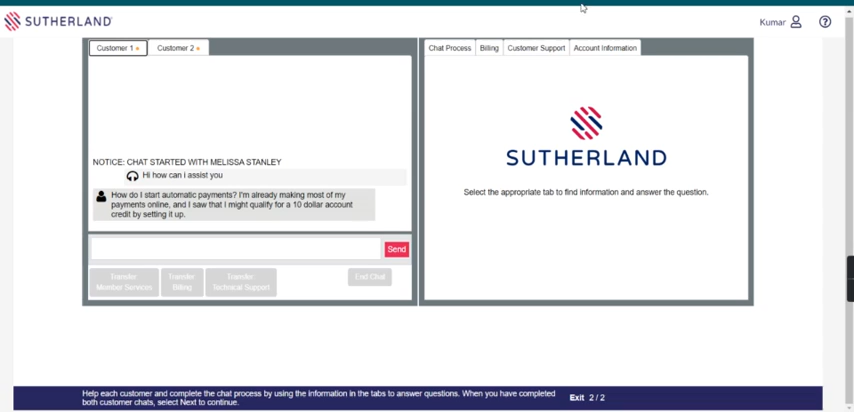 SUTHERLAND
Kumar
Customer 1
Customer 2
NOTICE: CHAT STARTED WITH MELISSA STANLEY
Hi how can i assist you
How do I start automatic payments? I'm already making most of my
payments online, and I saw that I might qualify for a 10 dollar account
credit by setting it up.
Send
Transfer:
Member Services
Transfer:
Billing
Transfer:
Technical Support
End Chat
Chat Process
Billing
Customer Support
Account Information
SUTHERLAND
Select the appropriate tab to find information and answer the question.
Help each customer and complete the chat process by using the information in the tabs to answer questions. When you have completed
both customer chats, select Next to continue.
Exit 2 / 2